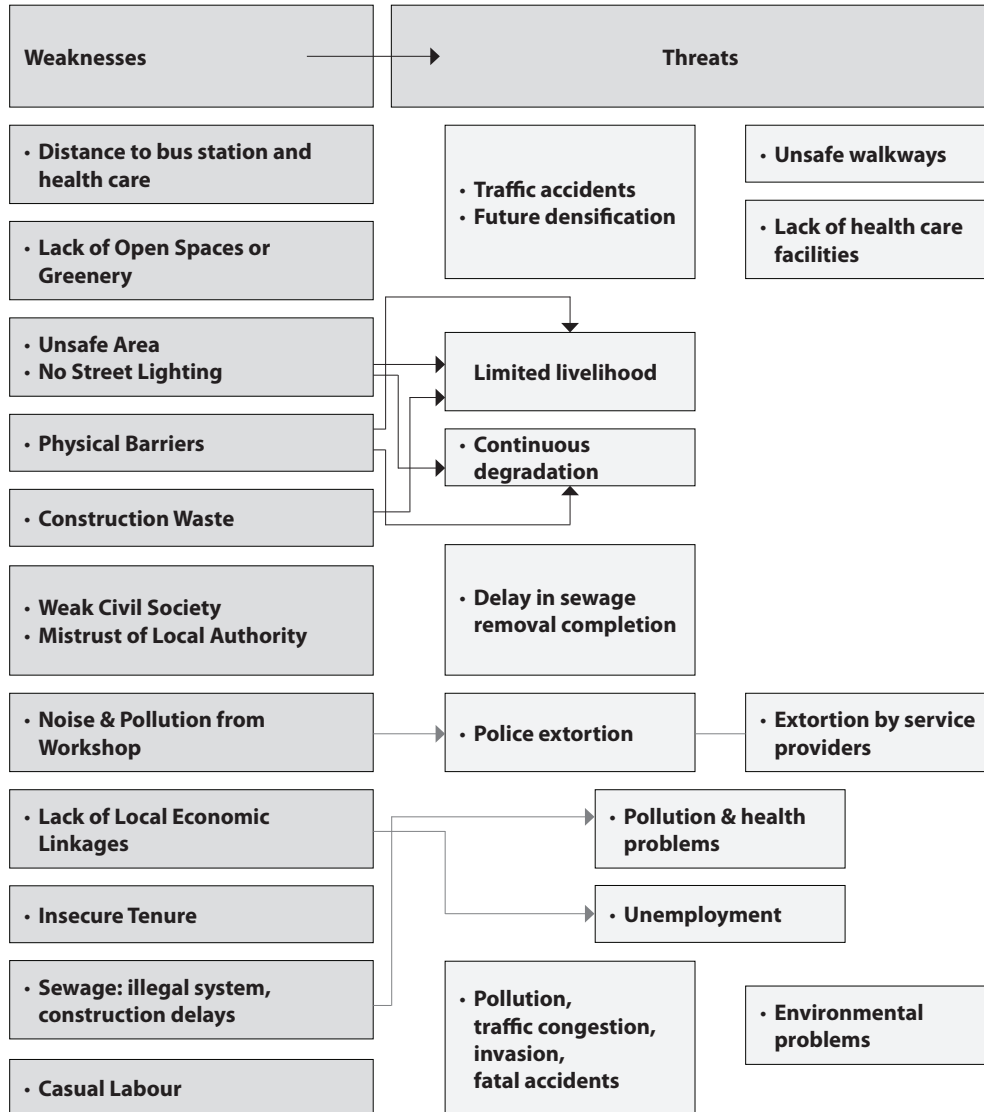 Weaknesses
Threats
• Distance to bus station and
health care
• Lack of Open Spaces or
Greenery
• Unsafe Area
• No Street Lighting
• Physical Barriers
• Construction Waste
• Weak Civil Society
• Mistrust of Local Authority
• Noise & Pollution from
Workshop
• Lack of Local Economic
Linkages
• Insecure Tenure
• Sewage: illegal system,
construction delays
• Casual Labour
• Traffic accidents
• Future densification
Limited livelihood
• Continuous
degradation
• Delay in sewage
removal completion
• Police extortion
• Pollution & health
problems
• Unemployment
• Pollution,
traffic congestion,
invasion,
fatal accidents
• Unsafe walkways
• Lack of health care
facilities
• Extortion by service
providers
• Environmental
problems